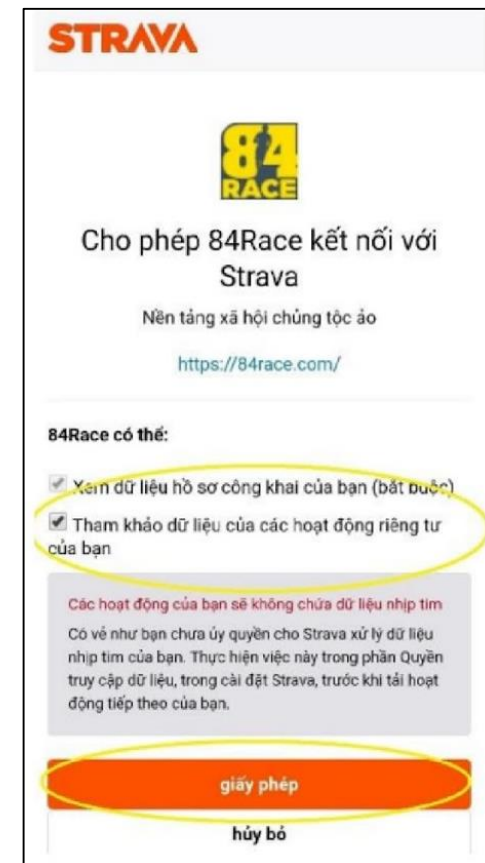 STRAVA
84
RACE
Cho phép 84Race kết nối với
Strava
Nền tảng xã hội chủng tộc ảo
https://84race.com/
84Race có thể:
Xem dữ liệu hồ sơ công khai của bạn (bắt buộc)
Tham khảo dữ liệu của các hoạt động riêng tư
của bạn
Các hoạt động của bạn sẽ không chứa dữ liệu nhịp tim
Có vẻ như bạn chưa ủy quyền cho Strava xử lý dữ liệu
nhịp tim của bạn. Thực hiện việc này trong phần Quyền
truy cập dữ liệu, trong cài đặt Strava, trước khi tải hoạt
động tiếp theo của bạn.
giấy phép
hủy bỏ